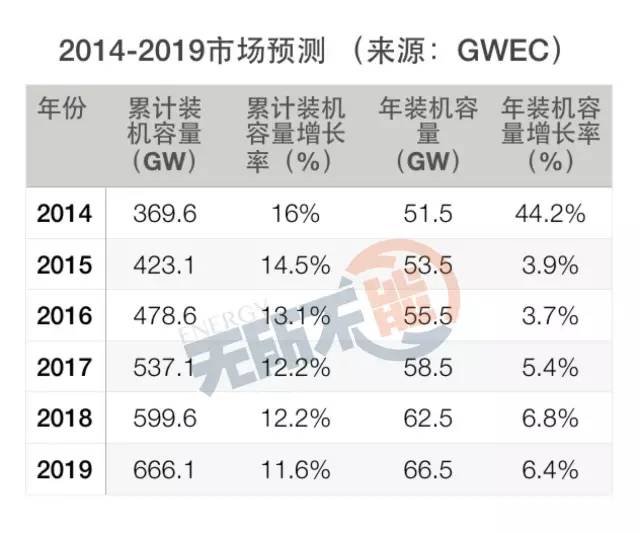 2014-2019市场预测 （来源：GWEC）
年份
累计装
机容量
（GW）
累计装机
容量增长
率（%）
年装机容
量
（GW）
年装机容
量增长率
（%）
2014 369.6 16% 51.5 44.2%
2015 423.1 14.5% 53.5 3.9%
2016 478.6 13.1% 55.5 3.7%
2017 537.1 12.2% 58.5 5.4%
2018 599.6 12.2% 62.5 6.8%
2019 666.1 11.6% 66.5 6.4%
ENERGY
无所不能